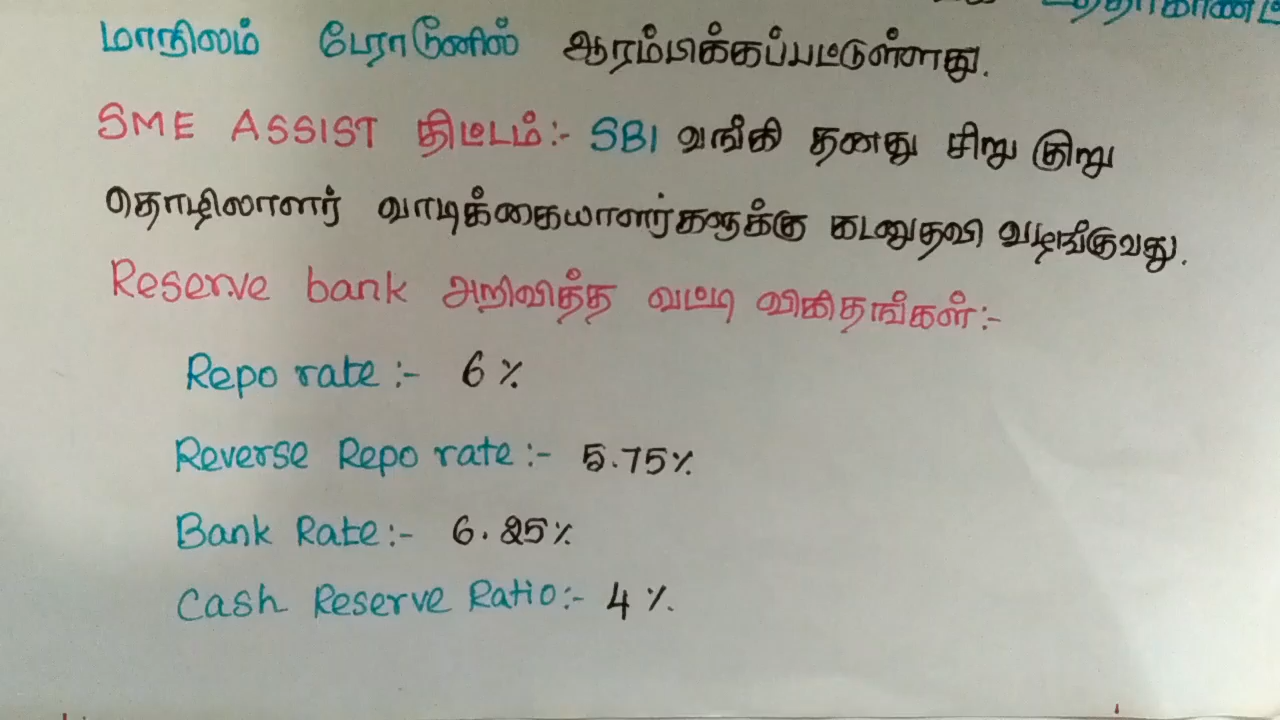 உத்தரகாண்ட்
மாநிலம் டேராடூனில் ஆரம்பிக்கப்பட்டுள்ளது.
SME ASSIST திட்டம்:- SBI வங்கி தனது சிறு குறு
தொழிலாளர் வாடிக்கையாளர்களுக்கு கடனுதவி வழங்குவது.
Reserve bank அறிவித்த வட்டி விகிதங்கள்:-
Repo rate:- 6%
Reverse Repo rate:- 5.75%
Bank Rate:- 6.25%
Cash Reserve Ratio:- 4%